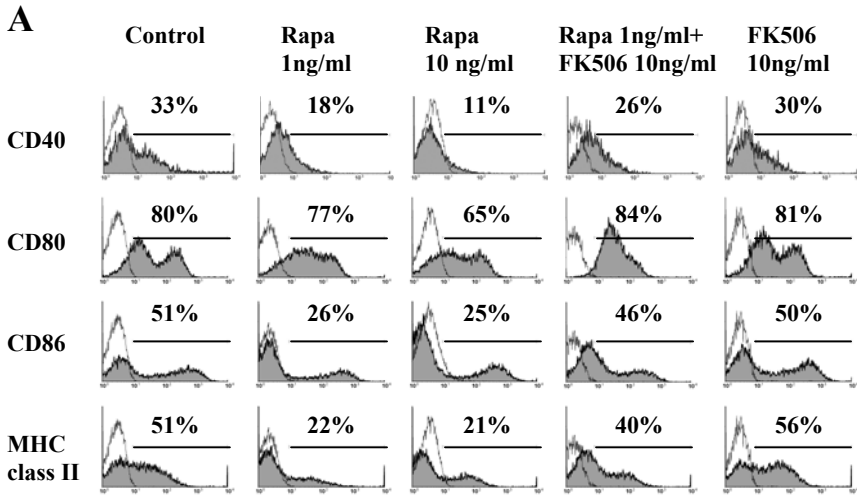 A
Control
Rapa
1ng/ml
Rapa
10 ng/ml
Rapa 1ng/ml+
FK506 10ng/ml
FK506
10ng/ml
CD40
33% 18% 11% 26% 30%
CD80
80% 77% 65% 84% 81%
CD86
51% 26% 25% 46% 50%
MHC
class II
51% 22% 21% 40% 56%